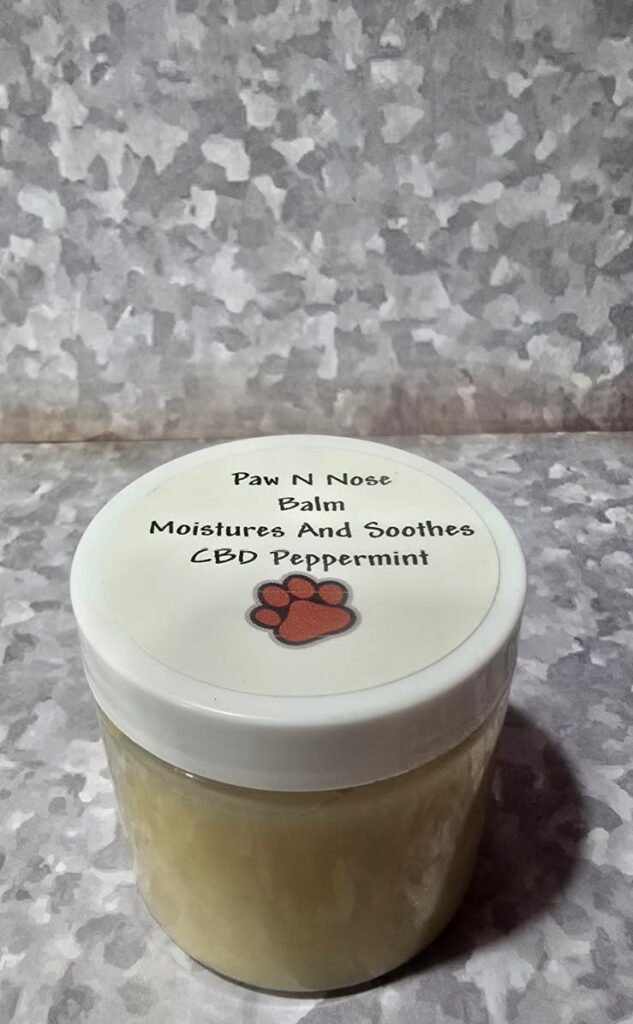 Paw N Nose
Balm
Moistures And Soothes
CBD Peppermint